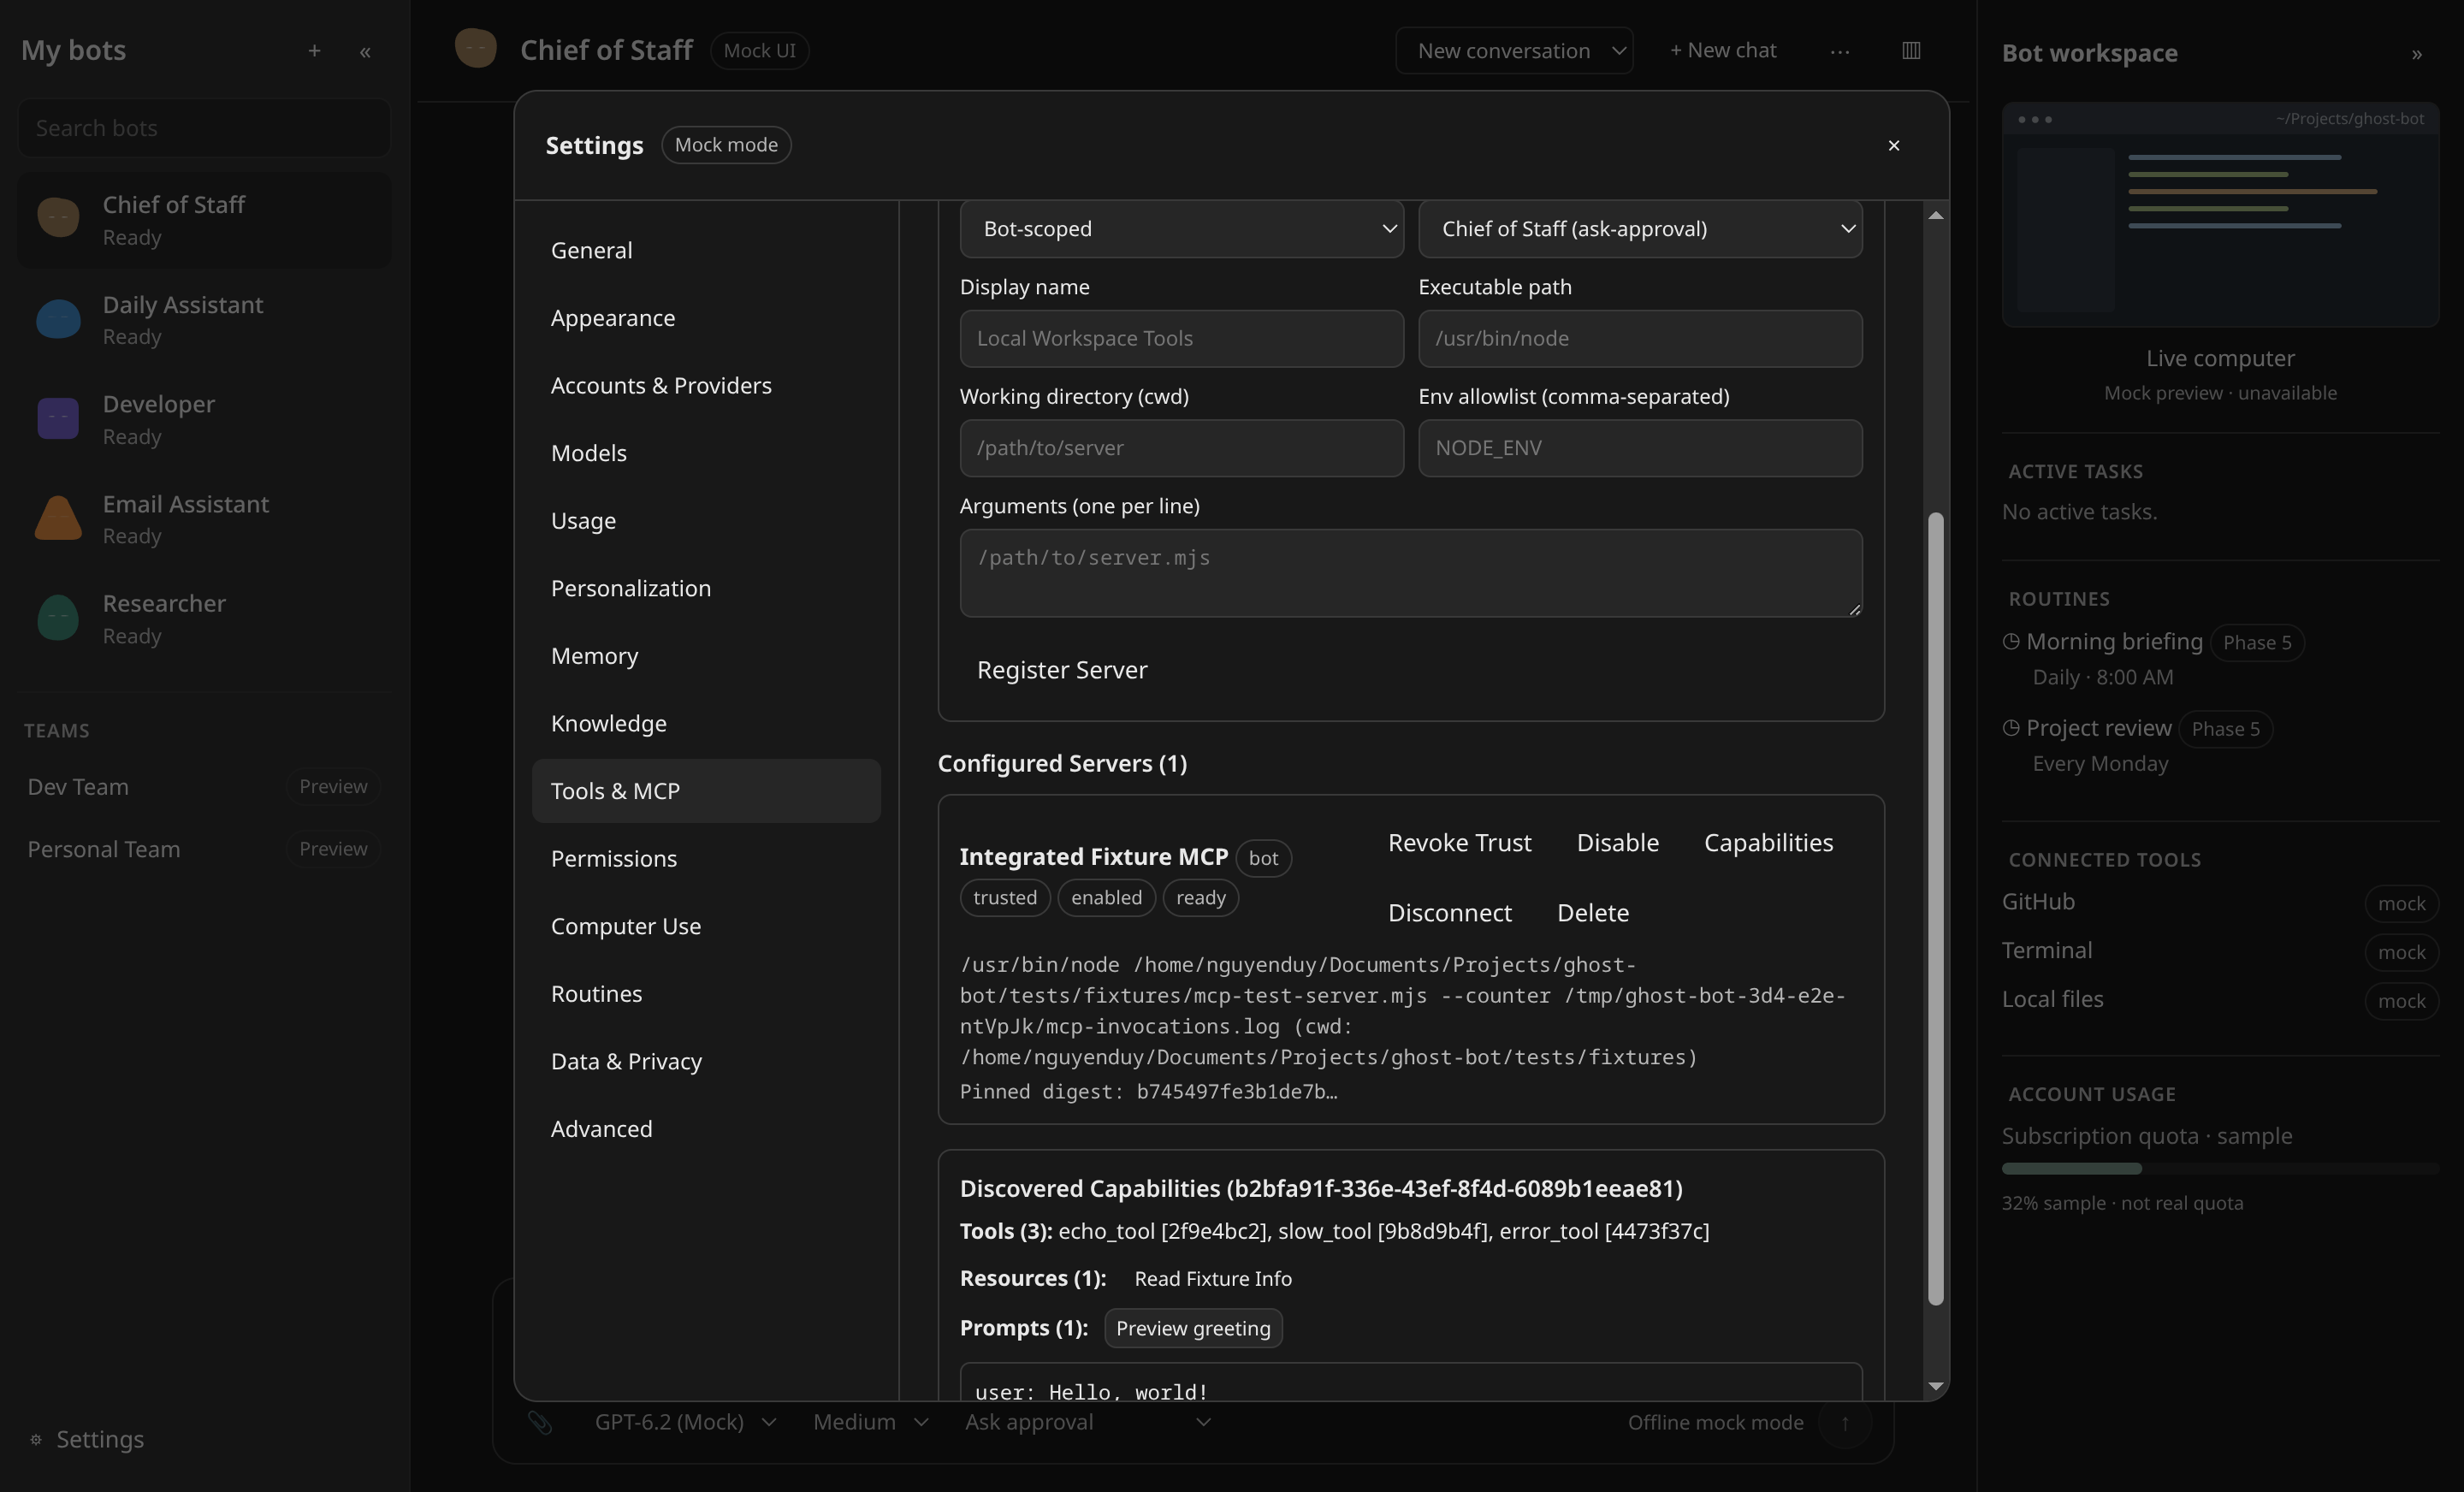 My bots
+
«
Search bots
Chief of Staff
Ready
Daily Assistant
Ready
Developer
Ready
Email Assistant
Ready
Researcher
Ready
TEAMS
Dev Team Preview
Personal Team Preview
Settings
Chief of Staff Mock UI
New conversation
+ New chat
...
Settings Mock mode
×
General
Appearance
Accounts & Providers
Models
Usage
Personalization
Memory
Knowledge
Tools & MCP
Permissions
Computer Use
Routines
Data & Privacy
Advanced
Bot-scoped
Chief of Staff (ask-approval)
Display name
Executable path
Local Workspace Tools
/usr/bin/node
Working directory (cwd)
Env allowlist (comma-separated)
/path/to/server
NODE_ENV
Arguments (one per line)
/path/to/server.mjs
Register Server
Configured Servers (1)
Integrated Fixture MCP bot
trusted enabled ready
Revoke Trust Disable Capabilities
Disconnect Delete
/usr/bin/node /home/nguyenduy/Documents/Projects/ghost-
bot/tests/fixtures/mcp-test-server.mjs --counter /tmp/ghost-bot-3d4-e2e-
ntVpJk/mcp-invocations.log (cwd:
/home/nguyenduy/Documents/Projects/ghost-bot/tests/fixtures)
Pinned digest: b745497fe3b1de7b…
Discovered Capabilities (b2bfa91f-336e-43ef-8f4d-6089b1eeae81)
Tools (3): echo_tool [2f9e4bc2], slow_tool [9b8d9b4f], error_tool [4473f37c]
Resources (1): Read Fixture Info
Prompts (1): Preview greeting
user: Hello, world!
GPT-6.2 (Mock)
Medium
Ask approval
Offline mock mode
↑
Bot workspace
»
~/Projects/ghost-bot
Live computer
Mock preview · unavailable
ACTIVE TASKS
No active tasks.
ROUTINES
Morning briefing Phase 5
Daily · 8:00 AM
Project review Phase 5
Every Monday
CONNECTED TOOLS
GitHub mock
Terminal mock
Local files mock
ACCOUNT USAGE
Subscription quota · sample
32% sample · not real quota